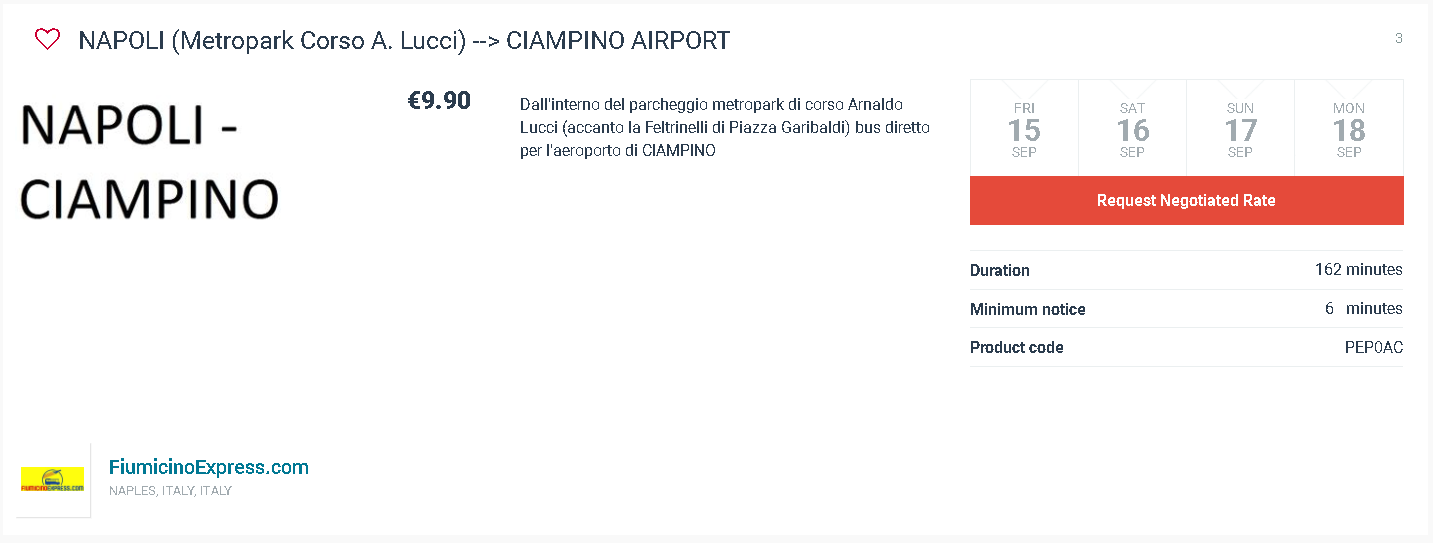 NAPOLI (Metropark Corso A. Lucci) --> CIAMPINO AIRPORT
3
NAPOLI -
CIAMPINO
€9.90
Dall'interno del parcheggio metropark di corso Arnaldo
Lucci (accanto la Feltrinelli di Piazza Garibaldi) bus diretto
per l'aeroporto di CIAMPINO
FRI SAT SUN MON
15 16 17 18
SEP SEP SEP SEP
Request Negotiated Rate
Duration 162 minutes
Minimum notice 6 minutes
Product code PEP0AC
FIUMICINOEXPRESS.COM
FiumicinoExpress.com
NAPLES, ITALY, ITALY